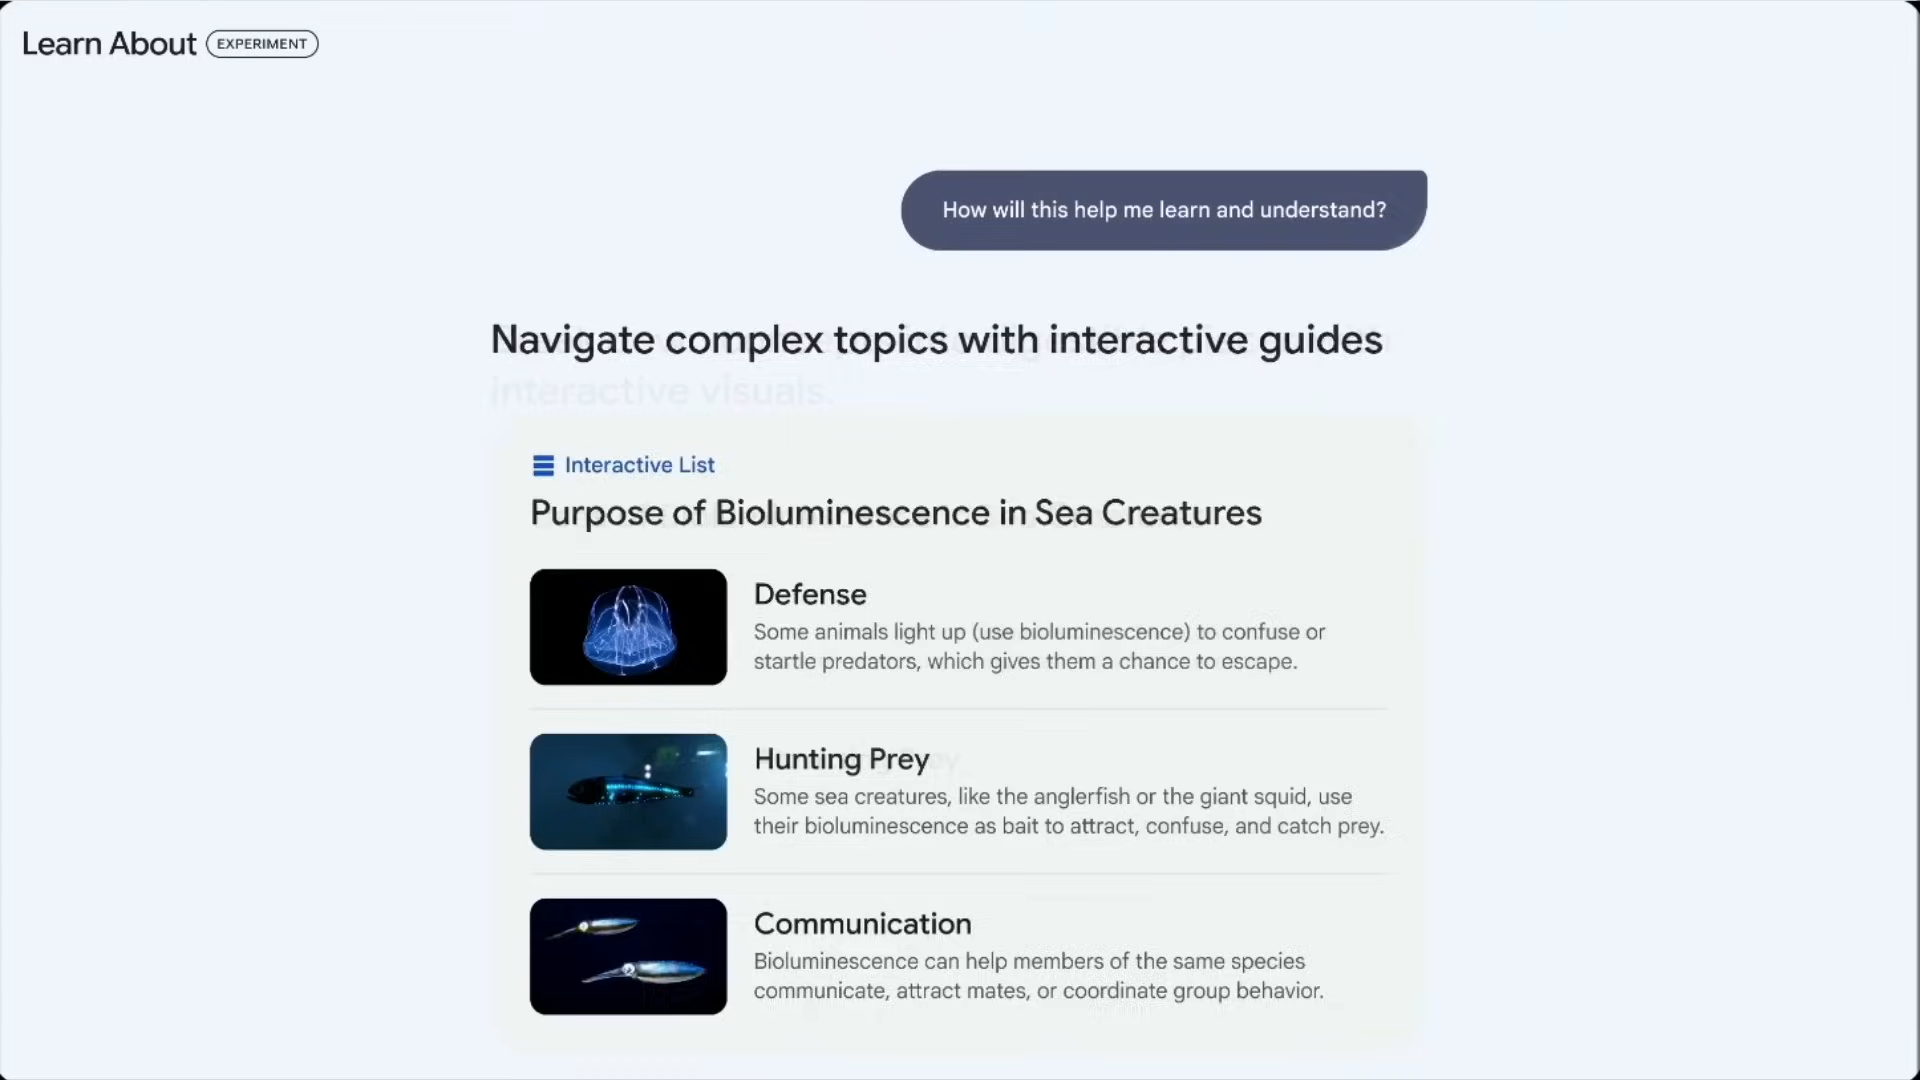 Learn About EXPERIMENT
How will this help me learn and understand?
Navigate complex topics with interactive guides
interactive visuals.
Interactive List
Purpose of Bioluminescence in Sea Creatures
Defense
Some animals light up (use bioluminescence) to confuse or
startle predators, which gives them a chance to escape.
Hunting Prey
Some sea creatures, like the anglerfish or the giant squid, use
their bioluminescence as bait to attract, confuse, and catch prey.
Communication
Bioluminescence can help members of the same species
communicate, attract mates, or coordinate group behavior.